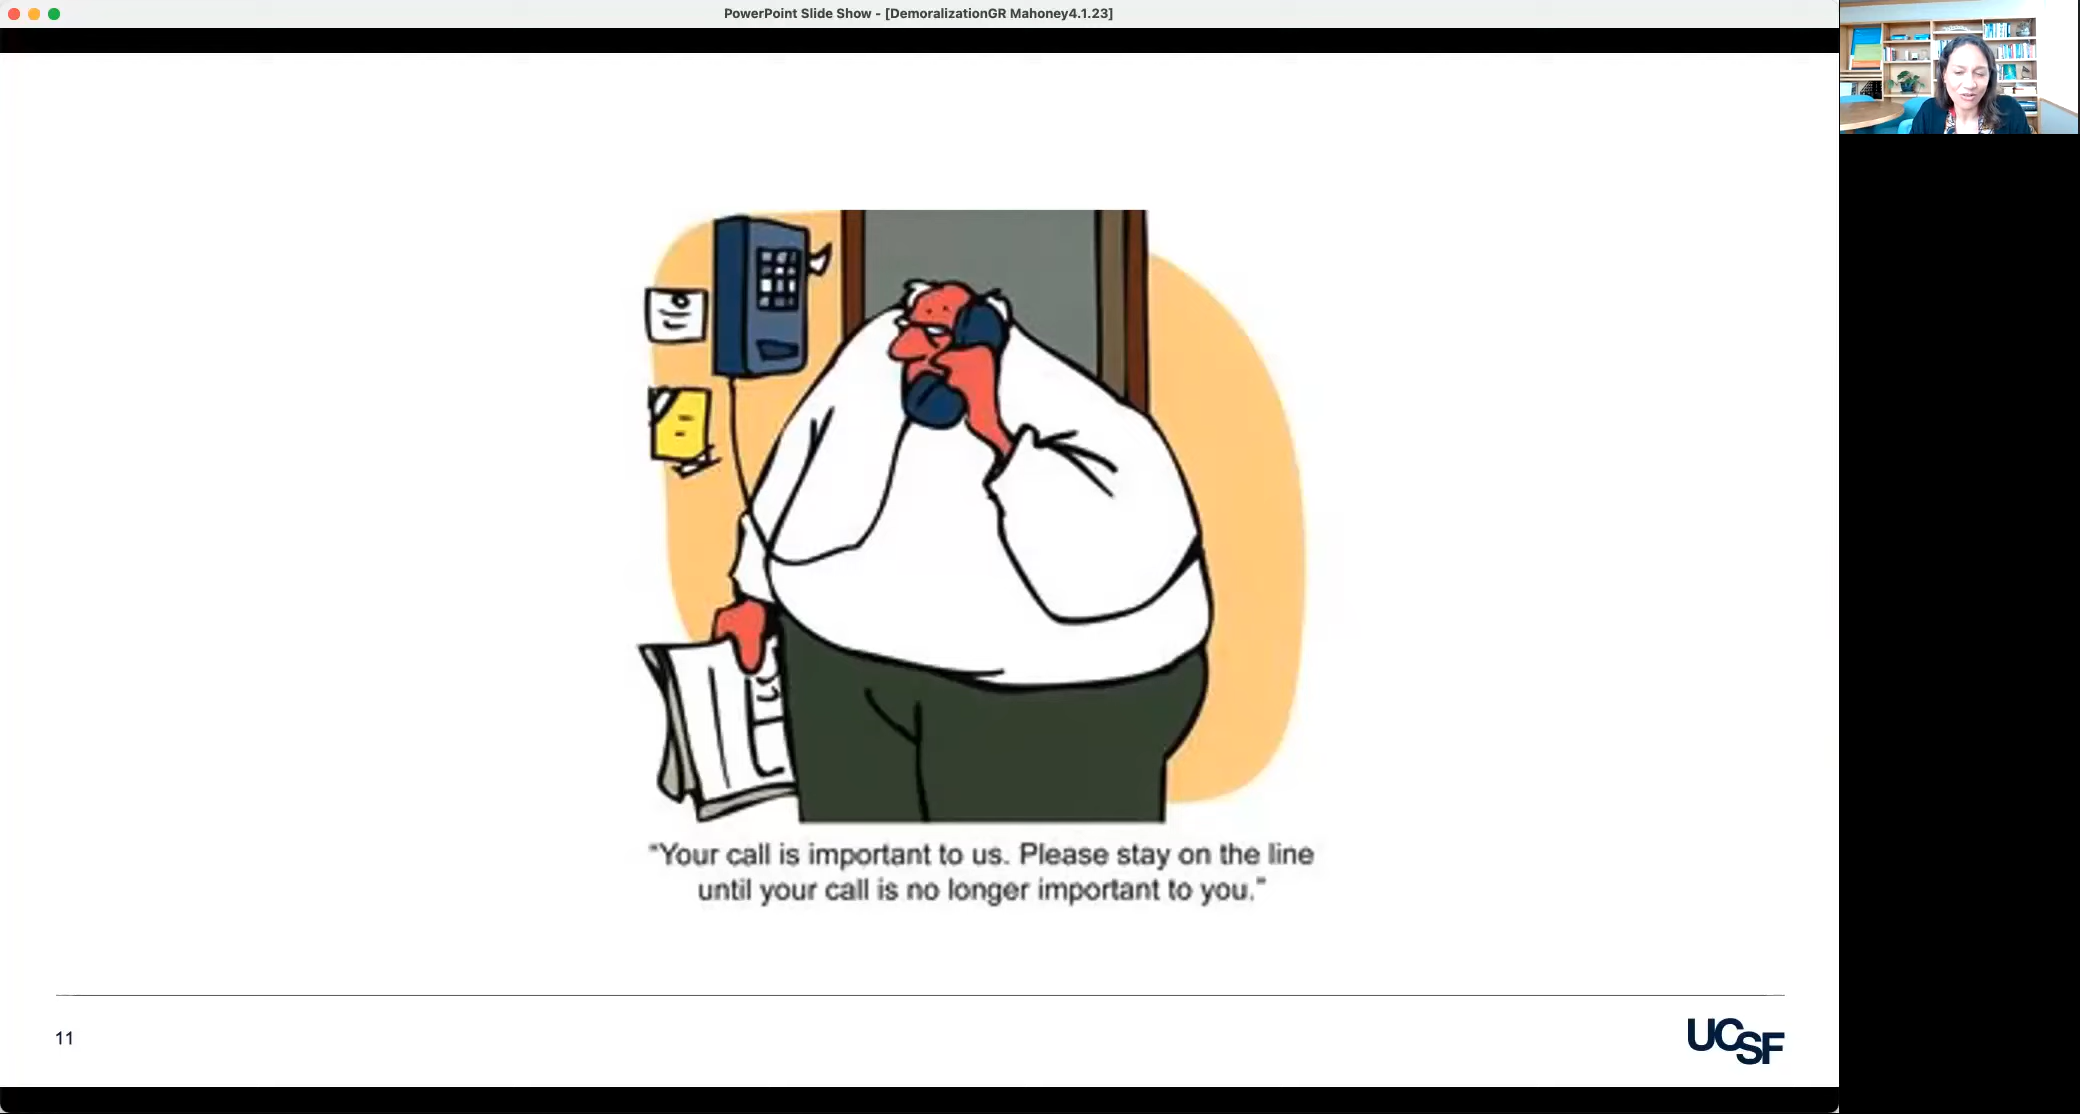 PowerPoint Slide Show - [DemoralizationGR Mahoney4.1.23]
"Your call is important to us. Please stay on the line
until your call is no longer important to you."
11
UCSF